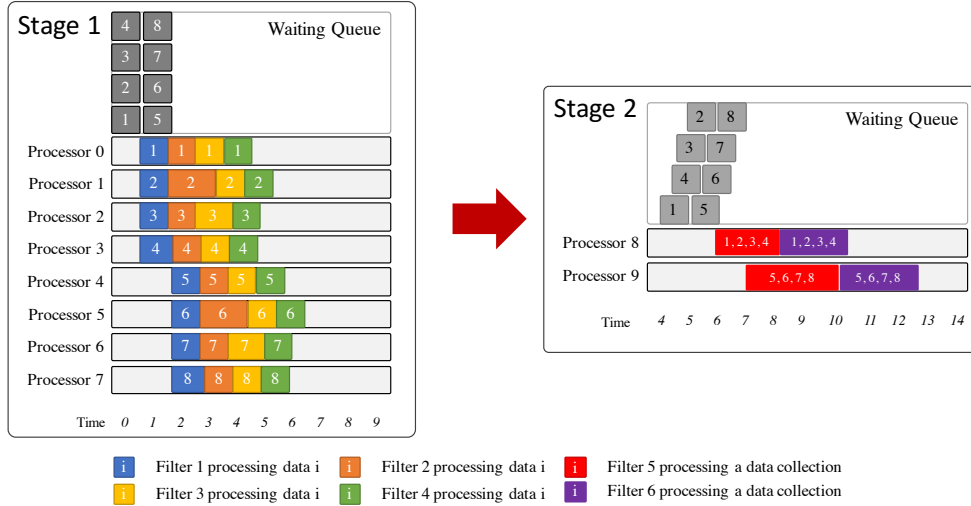 Stage 1
Waiting Queue
4 8
3 7
2 6
1 5
Processor 0 1 1 1 1
Processor 1 2 2 2 2
Processor 2 3 3 3 3
Processor 3 4 4 4 4
Processor 4 5 5 5 5
Processor 5 6 6 6 6
Processor 6 7 7 7 7
Processor 7 8 8 8 8
Time 0 1 2 3 4 5 6 7 8 9
Stage 2
Waiting Queue
2 8
3 7
4 6
1 5
Processor 8 1, 2, 3, 4 1, 2, 3, 4
Processor 9 5, 6, 7, 8 5, 6, 7, 8
Time 4 5 6 7 8 9 10 11 12 13 14
i Filter 1 processing data i i Filter 2 processing data i i Filter 5 processing a data collection
i Filter 3 processing data i i Filter 4 processing data i i Filter 6 processing a data collection